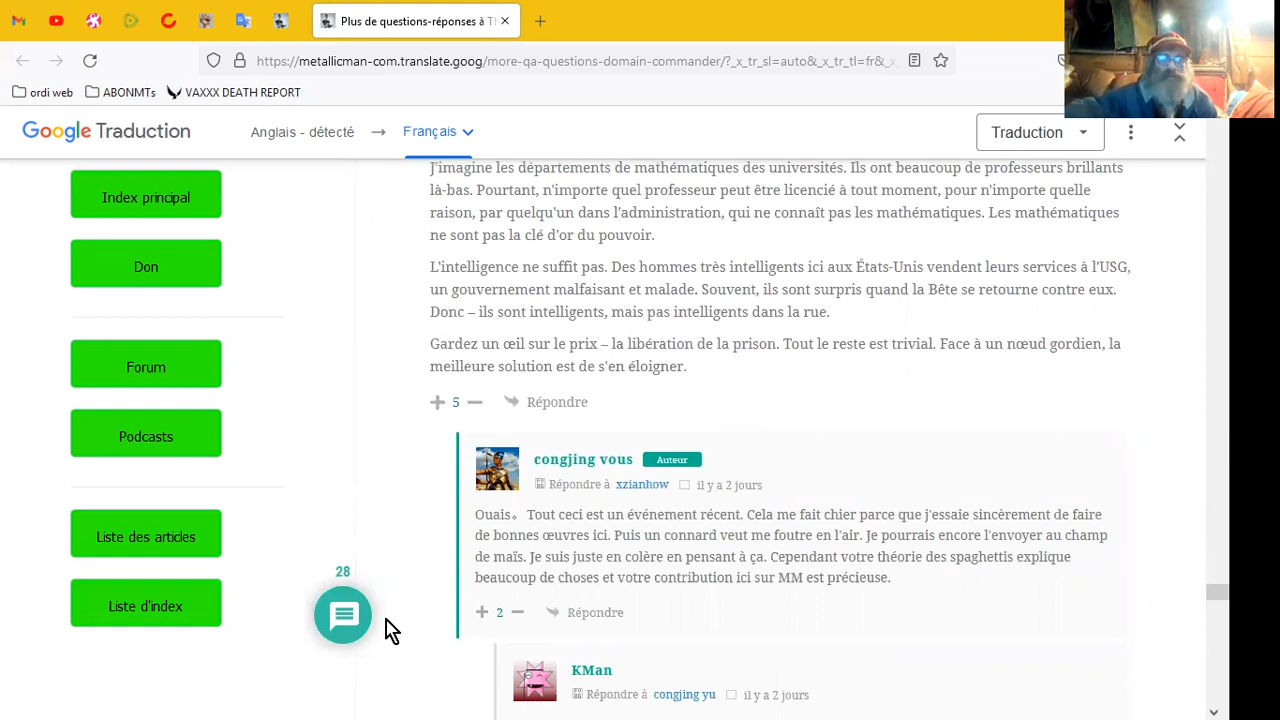 Plus de questions-réponses à Tl
https://metallicman-com.translate.goog/more-qa-questions-domain-commander/?_x_tr_sl=auto&_x_tr_tl=fr&_x_
ordi web
ABONMTs
VAXXX DEATH REPORT
Google Traduction
Anglais - détecté
Français
Traduction
Index principal
Don
Forum
Podcasts
Liste des articles
Liste d'index
J'imagine les départements de mathématiques des universités. Ils ont beaucoup de professeurs brillants
là-bas. Pourtant, n'importe quel professeur peut être licencié à tout moment, pour n'importe quelle
raison, par quelqu'un dans l'administration, qui ne connaît pas les mathématiques. Les mathématiques
ne sont pas la clé d'or du pouvoir.
L'intelligence ne suffit pas. Des hommes très intelligents ici aux États-Unis vendent leurs services à l'USG,
un gouvernement malfaisant et malade. Souvent, ils sont surpris quand la Bête se retourne contre eux.
Donc – ils sont intelligents, mais pas intelligents dans la rue.
Gardez un œil sur le prix – la libération de la prison. Tout le reste est trivial. Face à un nœud gordien, la
meilleure solution est de s'en éloigner.
5
Répondre
congjing vous
Auteur
Répondre à xzianhow il y a 2 jours
Ouais。 Tout ceci est un événement récent. Cela me fait chier parce que j'essaie sincèrement de faire
de bonnes œuvres ici. Puis un connard veut me foutre en l'air. Je pourrais encore l'envoyer au champ
de maïs. Je suis juste en colère en pensant à ça. Cependant votre théorie des spaghettis explique
beaucoup de choses et votre contribution ici sur MM est précieuse.
2
Répondre
28
KMan
Répondre à congjing yu il y a 2 jours